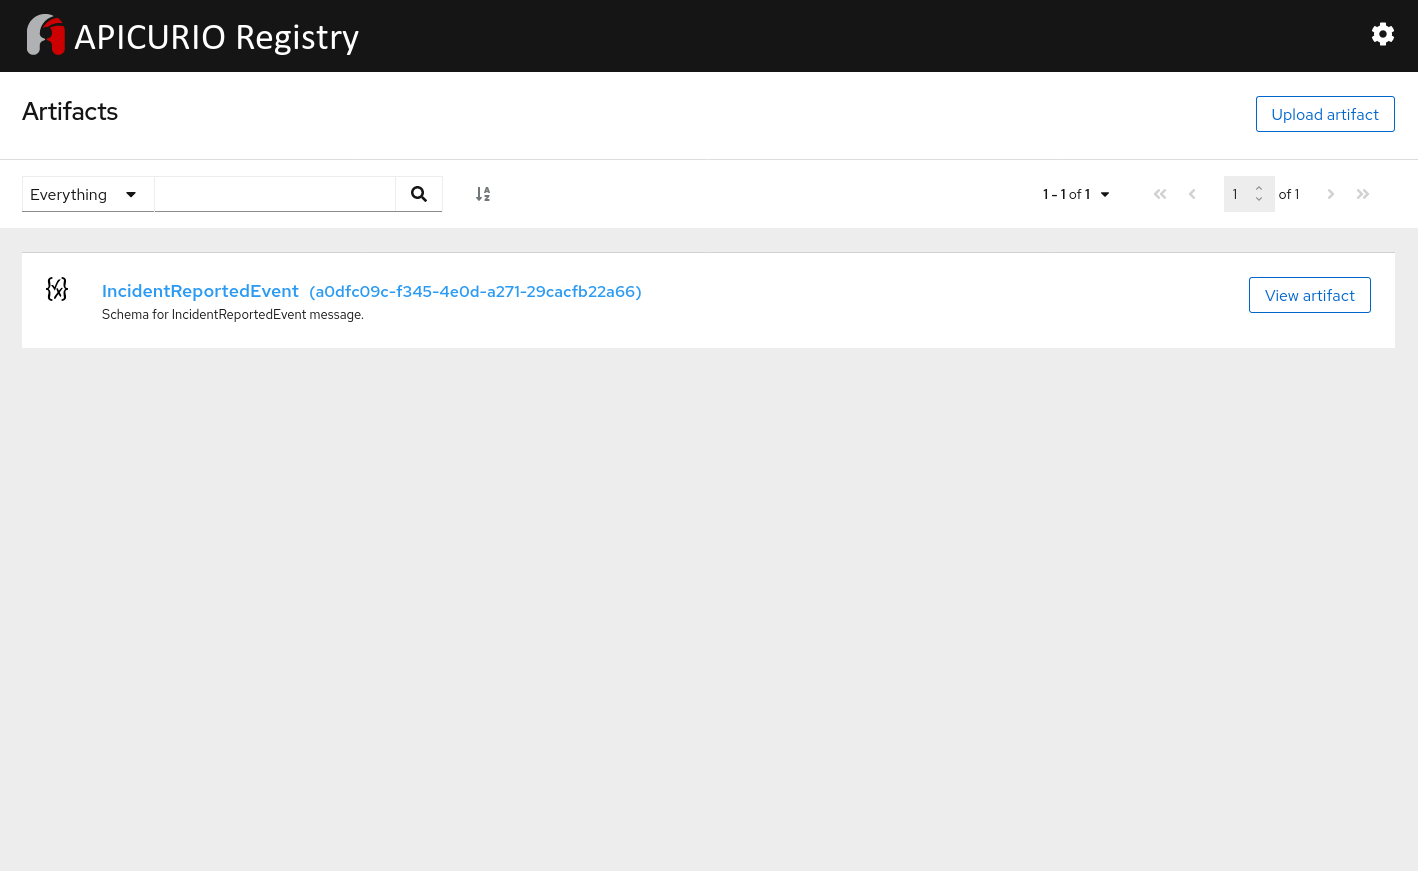 APICURIO Registry
Artifacts
Upload artifact
Everything
A
Z
1 - 1 of 1
1
of 1
IncidentReportedEvent (a0dfc09c-f345-4e0d-a271-29cacfb22a66)
View artifact
Schema for IncidentReportedEvent message.